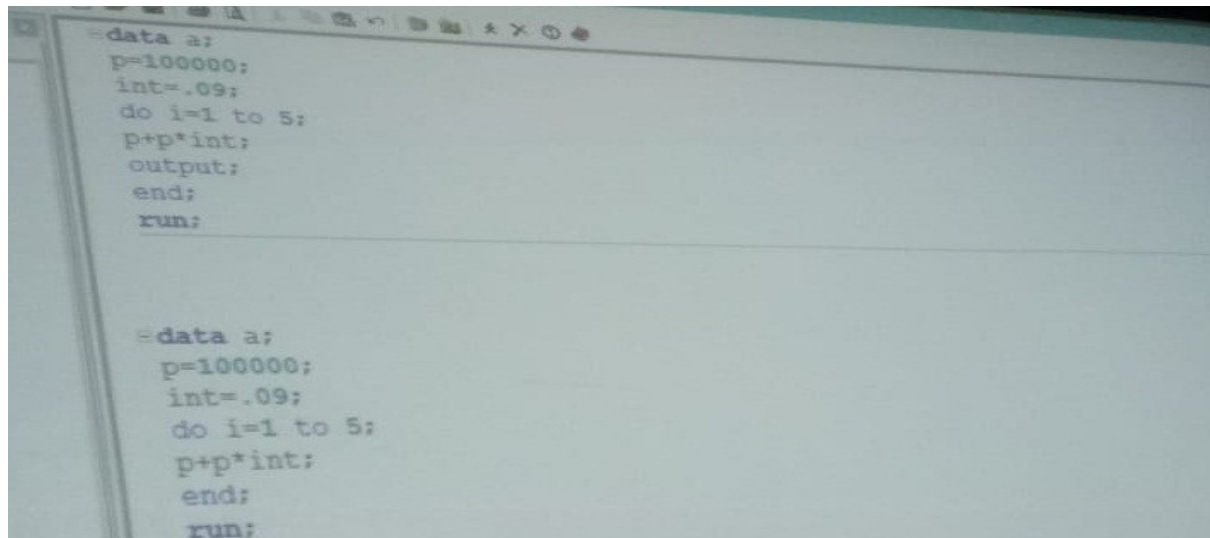 data a;
p=100000;
int=.09;
do i=1 to 5;
p+p*int;
output;
end;
run;
data a;
p=100000;
int=.09;
do i=1 to 5;
p+p*int;
end;
run;